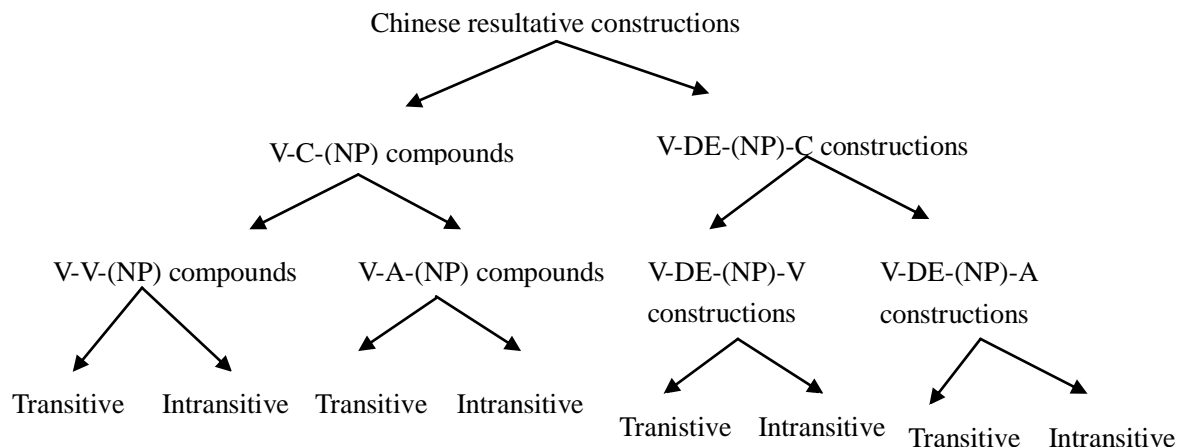 Chinese resultative constructions
V-C-(NP) compounds
V-DE-(NP)-C constructions
V-V-(NP) compounds
V-A-(NP) compounds
V-DE-(NP)-V
constructions
V-DE-(NP)-A
constructions
Transitive
Intransitive
Transitive
Intransitive
Tranistive
Intransitive
Transitive
Intransitive